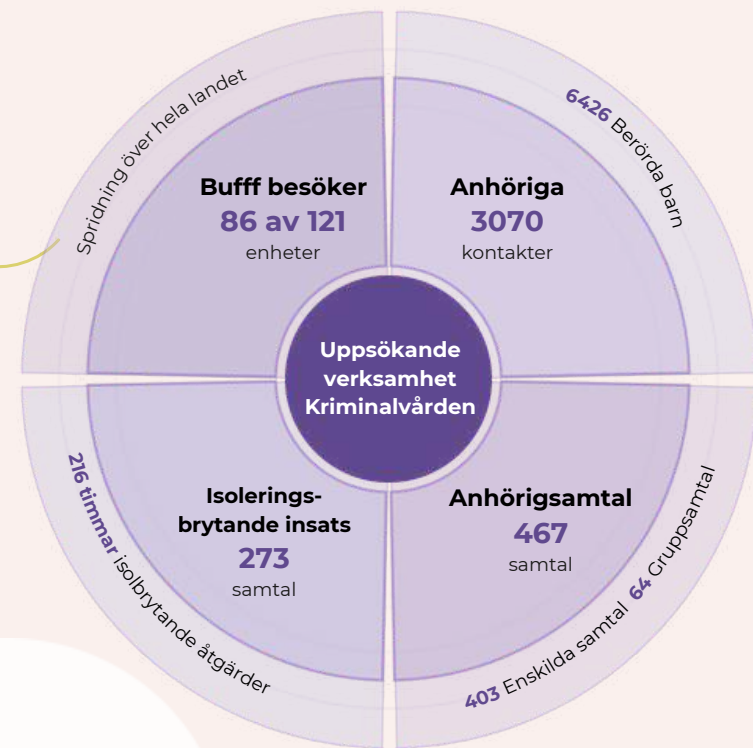 Spridning över hela landet
Bufff besöker
86 av 121
enheter
6426 Berörda barn
Anhöriga
3070
kontakter
Uppsökande
verksamhet
Kriminalvården
216 timmar isolbrytande åtgärder
Isolerings-
brytande insats
273
samtal
Anhörigsamtal
467
samtal
403 Enskilda samtal 64 Gruppsamtal